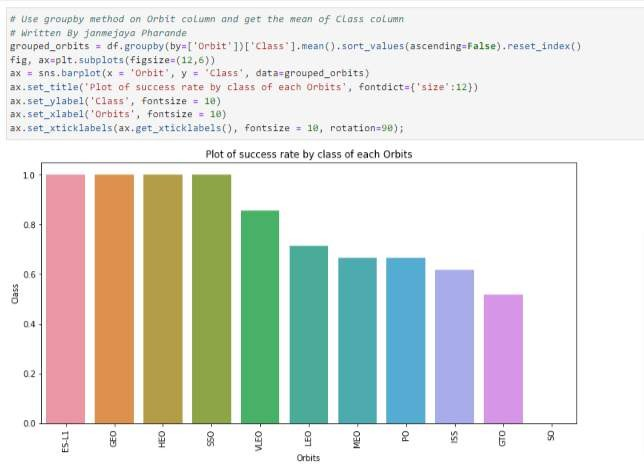 # Use groupby method on Orbit column and get the mean of Class column
# Written By janmejaya Pharande
grouped_orbits = df.groupby(by=['Orbit'])['Class'].mean().sort_values(ascending=False).reset_index()
fig, ax=plt.subplots(figsize=(12,6))
ax = sns.barplot(x = 'Orbit', y = 'Class', data=grouped_orbits)
ax.set_title('Plot of success rate by class of each Orbits', fontdict={'size':12})
ax.set_ylabel('Class', fontsize = 10)
ax.set_xlabel('Orbits', fontsize = 10)
ax.set_xticklabels(ax.get_xticklabels(), fontsize = 10, rotation=90);
Plot of success rate by class of each Orbits
1.0
0.8
0.6
0.4
0.2
0.0
Class
ES-L1
GEO
HEO
SSO
VLEO
LEO
MEO
PO
ISS
GTO
SO
Orbits